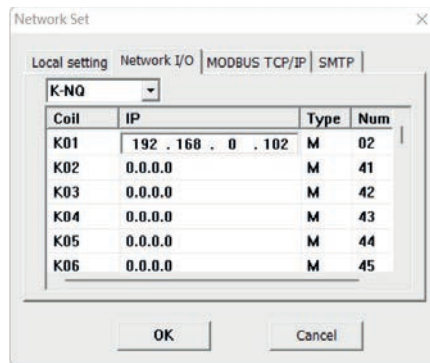 Network Set
Local setting Network I/O MODBUS TCP/IP SMTP
K-NQ
Coil IP Type Num
K01 192 . 168 . 0 . 102 M 02
K02 0.0.0.0 M 41
K03 0.0.0.0 M 42
K04 0.0.0.0 M 43
K05 0.0.0.0 M 44
K06 0.0.0.0 M 45
OK Cancel